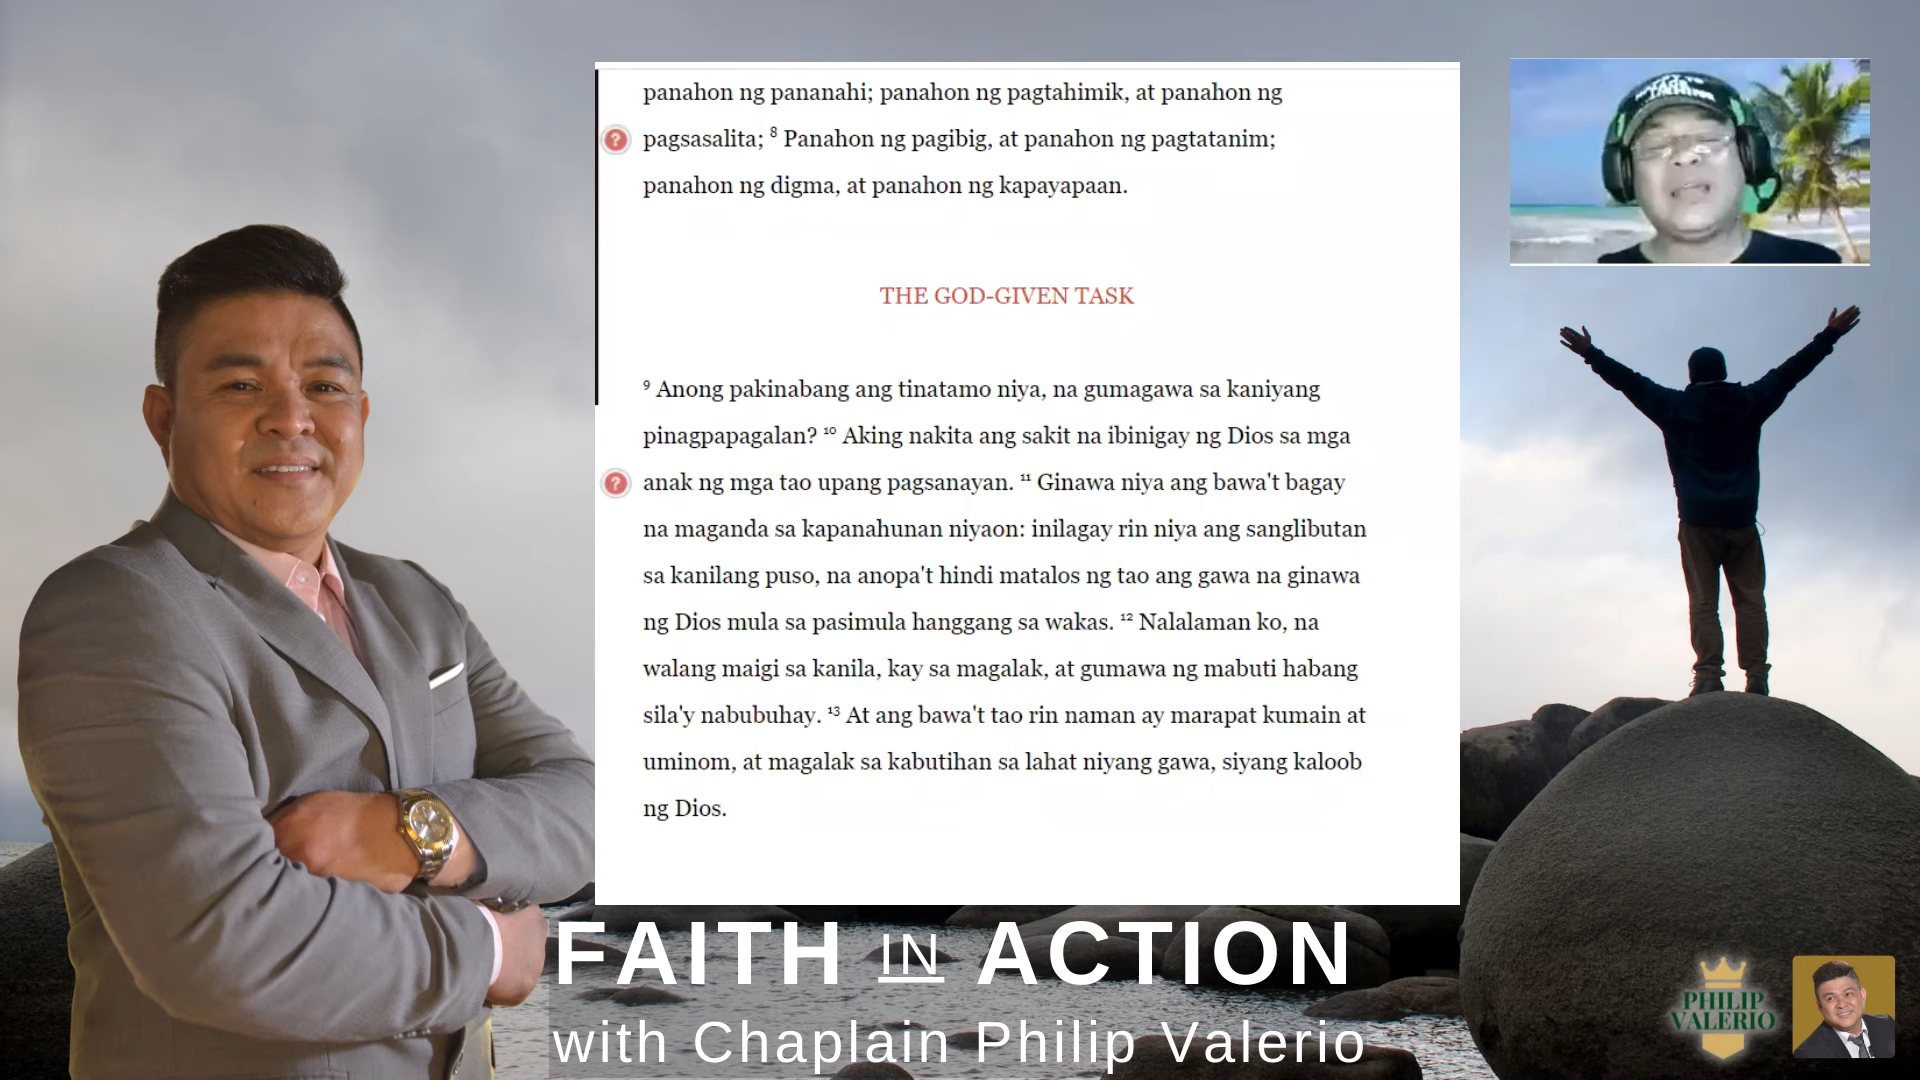 panahon ng pananahi; panahon ng pagtahimik, at panahon ng
pagsasalita; 8 Panahon ng pagibig, at panahon ng pagtatanim;
panahon ng digma, at panahon ng kapayapaan.
THE GOD-GIVEN TASK
9 Anong pakinabang ang tinatamo niya, na gumagawa sa kaniyang
pinagpapagalan? 10 Aking nakita ang sakit na ibinigay ng Dios sa mga
anak ng mga tao upang pagsanayan. 11 Ginawa niya ang bawa't bagay
na maganda sa kapanahunan niyaon: inilagay rin niya ang sanglibutan
sa kanilang puso, na anopa't hindi matalos ng tao ang gawa na ginawa
ng Dios mula sa pasimula hanggang sa wakas. 12 Nalalaman ko, na
walang maigi sa kanila, kay sa magalak, at gumawa ng mabuti habang
sila'y nabubuhay. 13 At ang bawa't tao rin naman ay marapat kumain at
uminom, at magalak sa kabutihan sa lahat niyang gawa, siyang kaloob
ng Dios.
FAITH IN ACTION
with Chaplain Philip Valerio
PHILIP
VALERIO